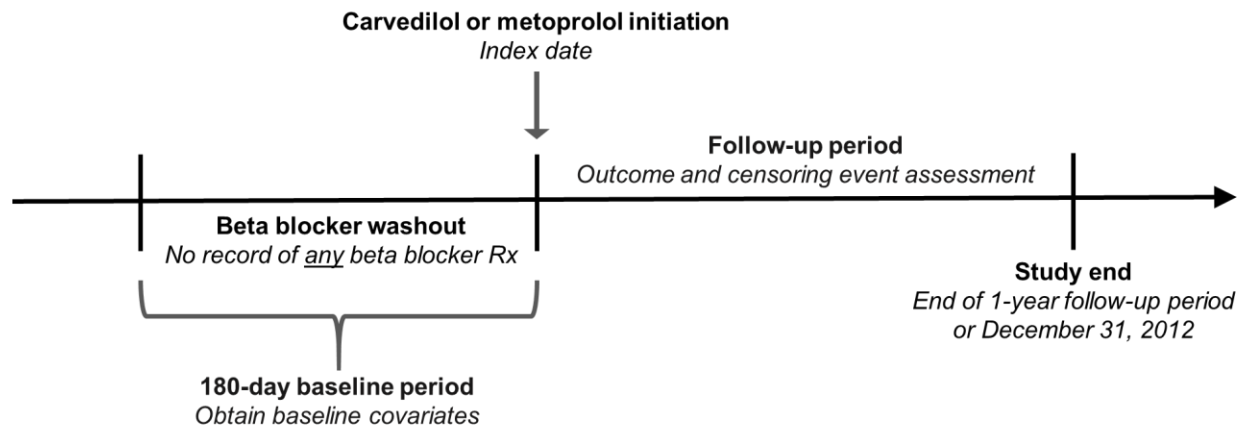 Carvedilol or metoprolol initiation
Index date
Follow-up period
Outcome and censoring event assessment
Beta blocker washout
No record of any beta blocker Rx
Study end
End of 1-year follow-up period
or December 31, 2012
180-day baseline period
Obtain baseline covariates